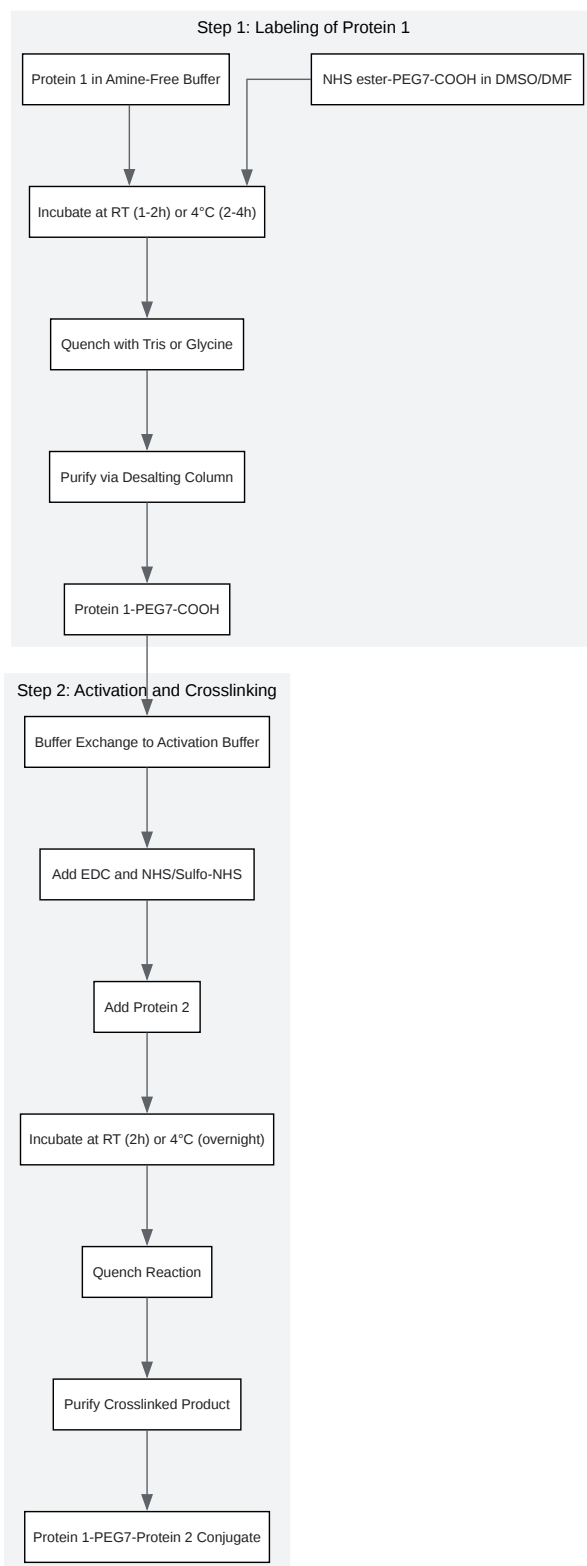 Step 1: Labeling of Protein 1
Protein 1 in Amine-Free Buffer
NHS ester-PEG7-COOH in DMSO/DMF
Incubate at RT (1-2h) or 4°C (2-4h)
Quench with Tris or Glycine
Purify via Desalting Column
Protein 1-PEG7-COOH
Step 2: Activation and Crosslinking
Buffer Exchange to Activation Buffer
Add EDC and NHS/Sulfo-NHS
Add Protein 2
Incubate at RT (2h) or 4°C (overnight)
Quench Reaction
Purify Crosslinked Product
Protein 1-PEG7-Protein 2 Conjugate